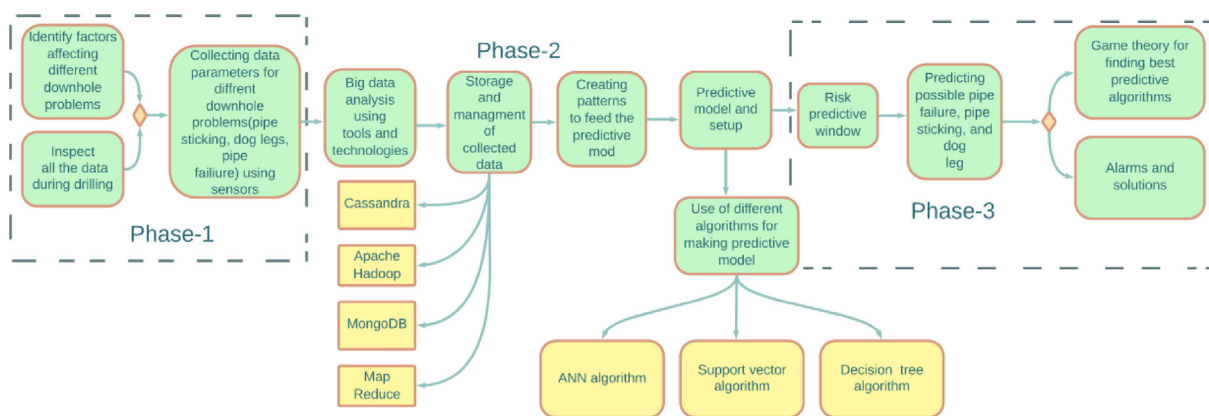 Identify factors
affecting
different
downhole
problems
Inspect
all the data
during drilling
Collecting data
parameters for
diffrent
downhole
problems(pipe
sticking, dog legs,
pipe
failiure) using
sensors
Phase-1
Phase-2
Big data
analysis using
tools and
technologies
Storage
and
managment
of
collected
data
Creating
patterns
to feed the
predictive
mod
Predictive
model and
setup
Cassandra
Apache
Hadoop
MongoDB
Map
Reduce
Use of different
algorithms for
making predictive
model
ANN algorithm
Support vector
algorithm
Decision tree
algorithm
Risk
predictive
window
Predicting
possible pipe
failure, pipe
sticking, and
dog
leg
Game theory for
finding best
predictive
algorithms
Alarms and
solutions
Phase-3